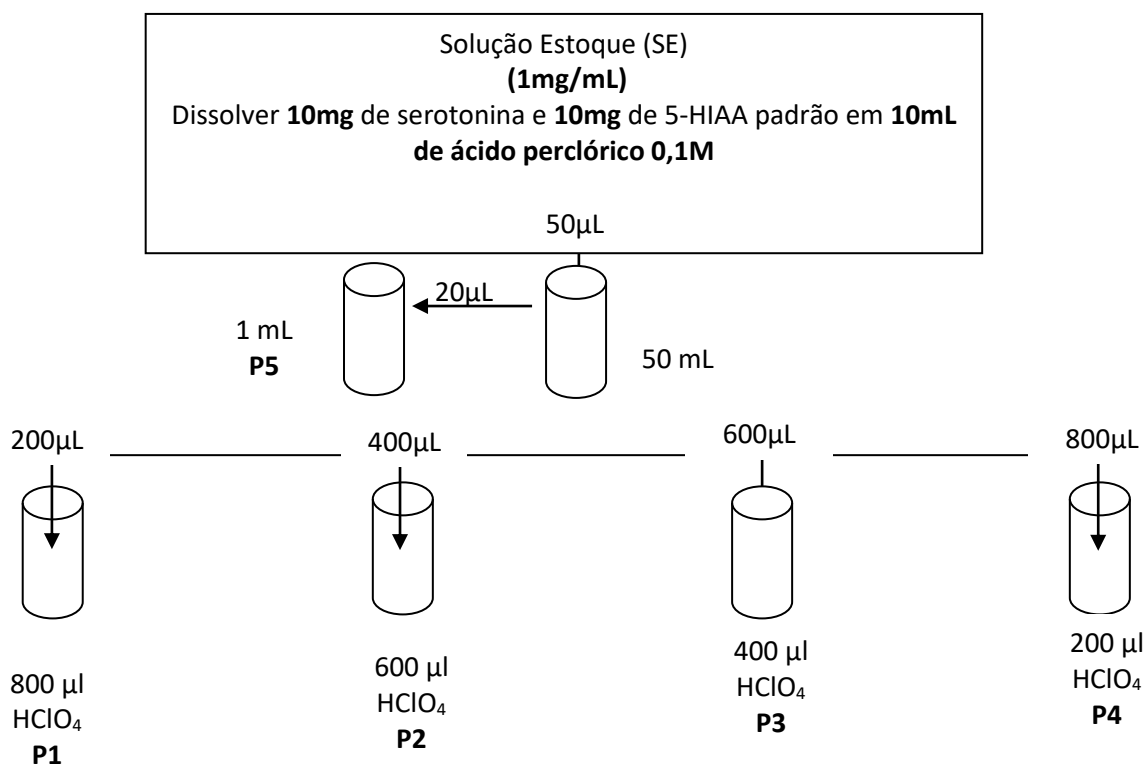 Solução Estoque (SE)
(1mg/mL)
Dissolver 10mg de serotonina e 10mg de 5-HIAA padrão em 10mL
de ácido perclórico 0,1M
50µL
20µL
1 mL
P5
50 mL
200µL
400µL
600µL
800µL
800 µl
HClO₄
P1
600 µl
HClO₄
P2
400 µl
HClO₄
P3
200 µl
HClO₄
P4